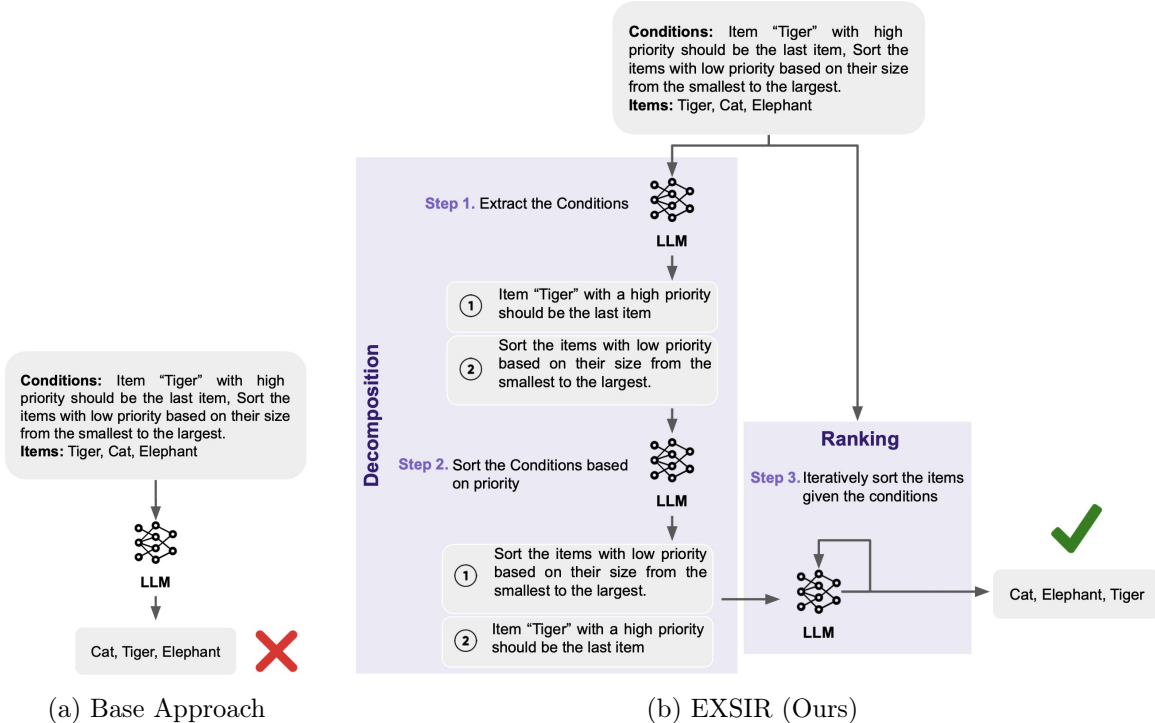 Conditions: Item “Tiger” with high
priority should be the last item, Sort the
items with low priority based on their size
from the smallest to the largest.
Items: Tiger, Cat, Elephant
LLM
Cat, Tiger, Elephant
(a) Base Approach
Conditions: Item “Tiger” with high
priority should be the last item, Sort the
items with low priority based on their size
from the smallest to the largest.
Items: Tiger, Cat, Elephant
Decomposition
Step 1. Extract the Conditions
LLM
1 Item “Tiger” with a high priority
should be the last item
2 Sort the items with low priority
based on their size from the
smallest to the largest.
Step 2. Sort the Conditions based
on priority
LLM
1 Sort the items with low priority
based on their size from the
smallest to the largest.
2 Item “Tiger” with a high priority
should be the last item
Ranking
Step 3. Iteratively sort the items
given the conditions
LLM
Cat, Elephant, Tiger
(b) EXSIR (Ours)